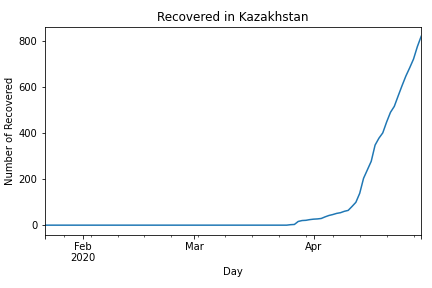 Recovered in Kazakhstan
Number of Recovered
800
600
400
200
0
Feb
2020
Mar
Apr
Day